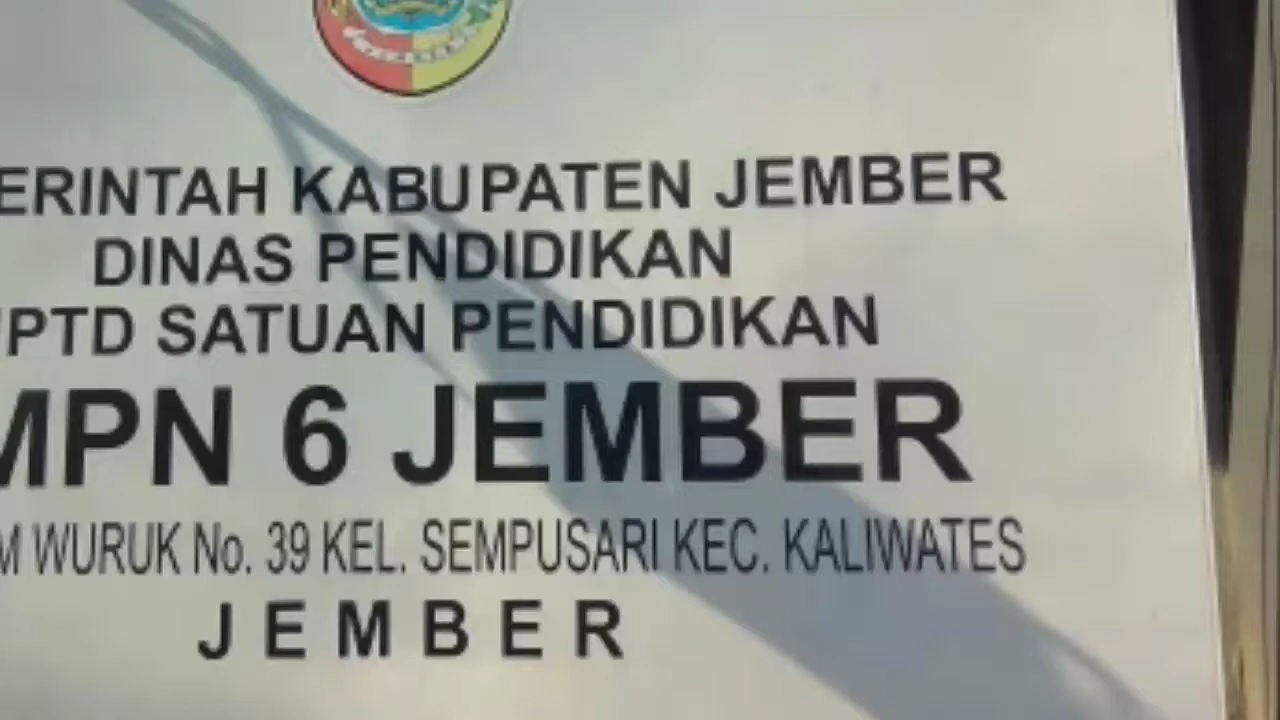 ERINTAH KABUPATEN JEMBER
DINAS PENDIDIKAN
PTD SATUAN PENDIDIKAN
MPN 6 JEMBER
M WURUK No. 39 KEL. SEMPUSARI KEC. KALIWATES
JEMBER